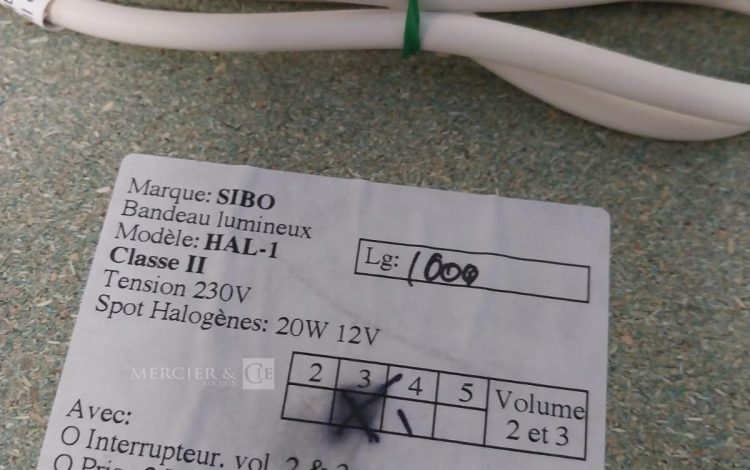 Marque: SIBO
Bandeau lumineux
Modèle: HAL-1
Classe II
Tension 230V
Spot Halogènes: 20W 12V
Lg: 1000
2 3 4 5 Volume
X 2 et 3
MERCIER & CIE
AUCTION
Avec:
O Interrupteur. vol 2 & 3
O